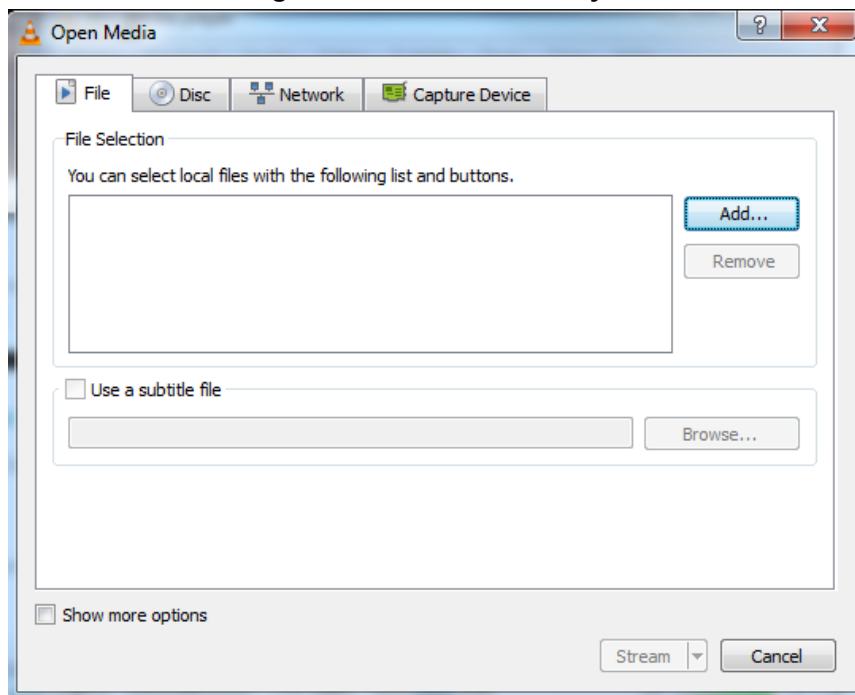 Open Media
File Disc Network Capture Device
File Selection
You can select local files with the following list and buttons.
Add...
Remove
Use a subtitle file
Browse...
Show more options
Stream Cancel